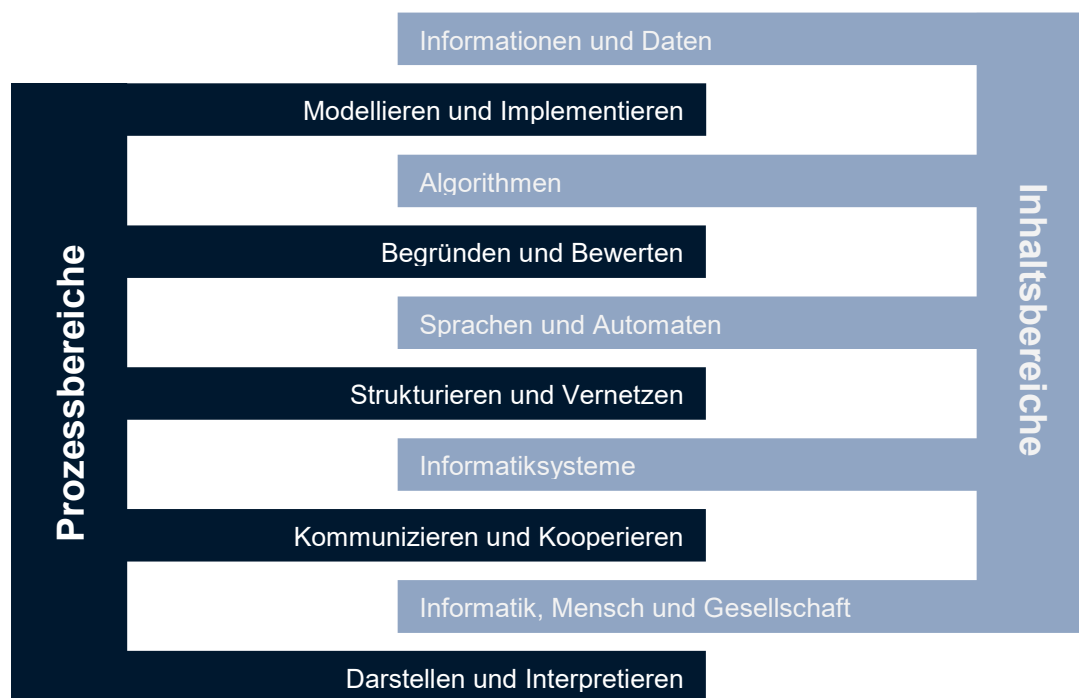 Informationen und Daten
Modellieren und Implementieren
Algorithmen
Begründen und Bewerten
Sprachen und Automaten
Strukturieren und Vernetzen
Informatiksysteme
Kommunizieren und Kooperieren
Informatik, Mensch und Gesellschaft
Darstellen und Interpretieren
Prozessbereiche
Inhaltsbereiche